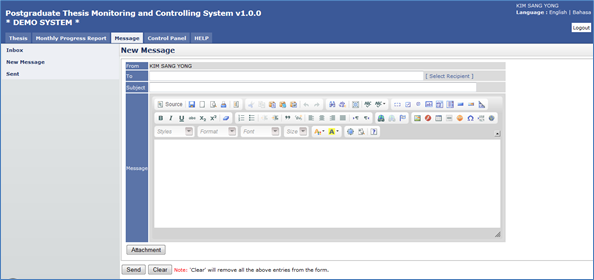 KIM SANG YONG
Postgraduate Thesis Monitoring and Controlling System v1.0.0
Language : English | Bahasa
* DEMO SYSTEM *
Logout
Thesis Monthly Progress Report Message Control Panel HELP
Inbox
New Message
Sent
New Message
From KIM SANG YONG
To [ Select Recipient ]
Subject
Source
B I U abc X₂ X²
Styles Format Font Size
Message
Attachment
Send Clear Note: 'Clear' will remove all the above entries from the form.